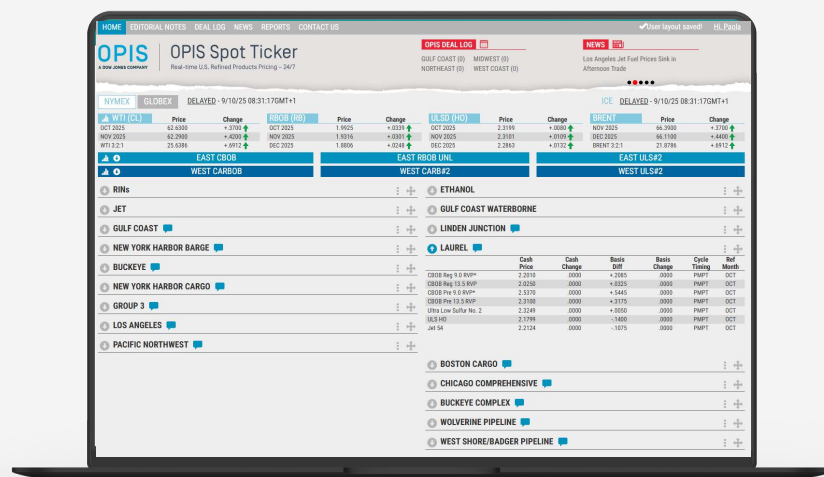 HOME EDITORIAL NOTES DEAL LOG NEWS REPORTS CONTACT US User layout saved! Hi, Paola
OPIS
A DOW JONES COMPANY
OPIS Spot Ticker
Real-time U.S. Refined Products Pricing - 24/7
OPIS DEAL LOG
GULF COAST (0) MIDWEST (0)
NORTHEAST (0) WEST COAST (0)
NEWS
Los Angeles Jet Fuel Prices Sink in
Afternoon Trade
NYMEX GLOBEX DELAYED - 9/10/25 08:31:17GMT+1 ICE DELAYED - 9/10/25 08:31:17GMT+1
WTI (CL) Price Change RBOB (RB) Price Change ULSD (HO) Price Change BRENT Price Change
OCT 2025 62.6300 +.3700 OCT 2025 1.9925 +.0339 OCT 2025 2.3199 +.0080 NOV 2025 66.3900 +.3700
NOV 2025 62.2900 +.4200 NOV 2025 1.9316 +.0301 NOV 2025 2.3101 +.0109 DEC 2025 66.1100 +.4400
WTI 3:2:1 25.6386 +.6912 DEC 2025 1.8806 +.0248 DEC 2025 2.2863 +.0132 BRENT 3:2:1 21.8786 +.6912
EAST CBOB EAST RBOB UNL EAST ULS#2
WEST CARBOB WEST CARB#2 WEST ULS#2
RINs
JET
GULF COAST
NEW YORK HARBOR BARGE
BUCKEYE
NEW YORK HARBOR CARGO
GROUP 3
LOS ANGELES
PACIFIC NORTHWEST
ETHANOL
GULF COAST WATERBORNE
LINDEN JUNCTION
LAUREL
Cash Price Cash Change Basis Diff Basis Change Cycle Timing Ref Month
CBOB Reg 9.0 RVP* 2.2010 .0000 +.2085 .0000 PMPT OCT
CBOB Reg 13.5 RVP 2.0250 .0000 +.0325 .0000 PMPT OCT
CBOB Pre 9.0 RVP* 2.5370 .0000 +.5445 .0000 PMPT OCT
CBOB Pre 13.5 RVP 2.3100 .0000 +.3175 .0000 PMPT OCT
Ultra Low Sulfur No. 2 2.3249 .0000 +.0050 .0000 PMPT OCT
ULS HO 2.1799 .0000 -.1400 .0000 PMPT OCT
Jet 54 2.2124 .0000 -.1075 .0000 PMPT OCT
BOSTON CARGO
CHICAGO COMPREHENSIVE
BUCKEYE COMPLEX
WOLVERINE PIPELINE
WEST SHORE/BADGER PIPELINE